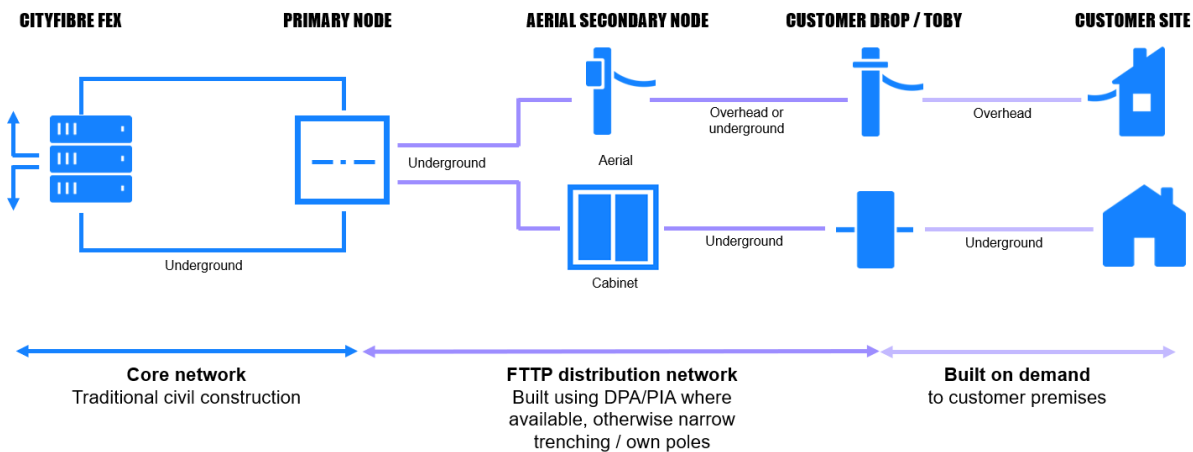 CITYFIBRE FEX
PRIMARY NODE
AERIAL SECONDARY NODE
CUSTOMER DROP / TOBY
CUSTOMER SITE
Overhead or
underground
Overhead
Underground
Aerial
Underground
Underground
Underground
Cabinet
Core network
Traditional civil construction
FTTP distribution network
Built using DPA/PIA where
available, otherwise narrow
trenching / own poles
Built on demand
to customer premises